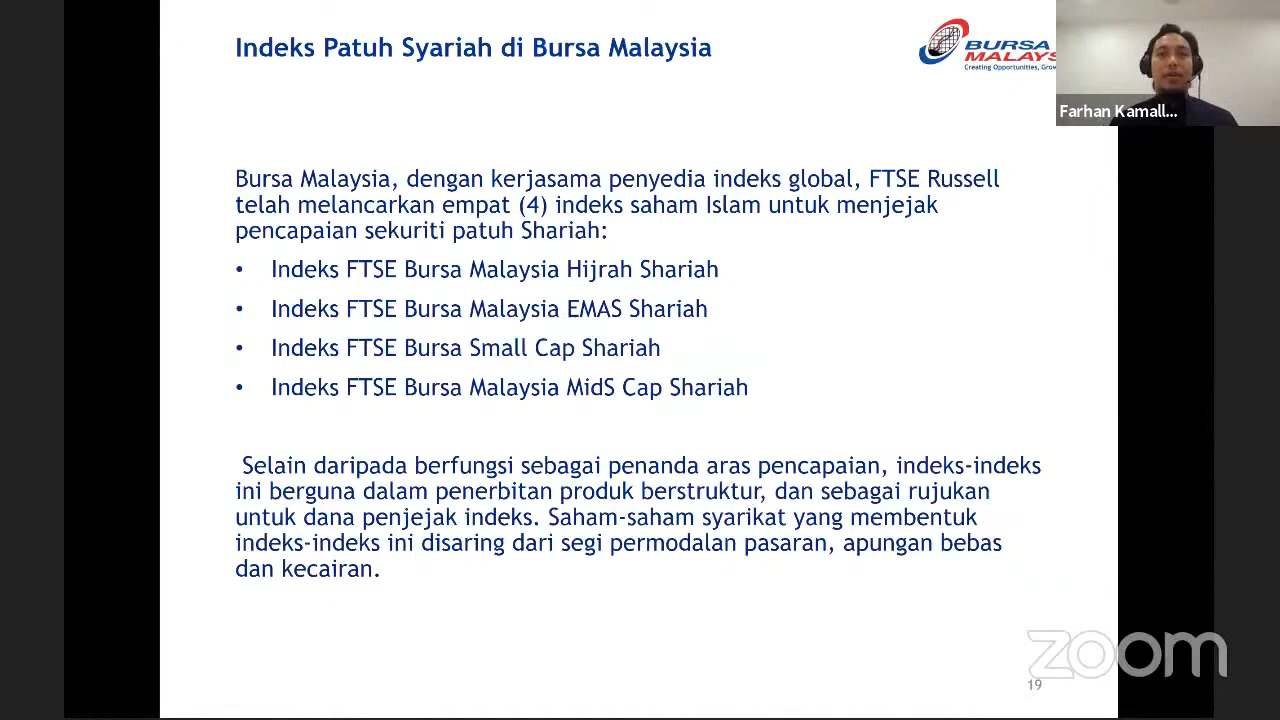 Indeks Patuh Syariah di Bursa Malaysia
BURSA
MALAYS
Creating Opportunities, Grow
Farhan Kamall...
Bursa Malaysia, dengan kerjasama penyedia indeks global, FTSE Russell
telah melancarkan empat (4) indeks saham Islam untuk menjejak
pencapaian sekuriti patuh Shariah:
• Indeks FTSE Bursa Malaysia Hijrah Shariah
• Indeks FTSE Bursa Malaysia EMAS Shariah
• Indeks FTSE Bursa Small Cap Shariah
• Indeks FTSE Bursa Malaysia MidS Cap Shariah
Selain daripada berfungsi sebagai penanda aras pencapaian, indeks-indeks
ini berguna dalam penerbitan produk berstruktur, dan sebagai rujukan
untuk dana penjejak indeks. Saham-saham syarikat yang membentuk
indeks-indeks ini disaring dari segi permodalan pasaran, apungan bebas
dan kecairan.
zoom
19